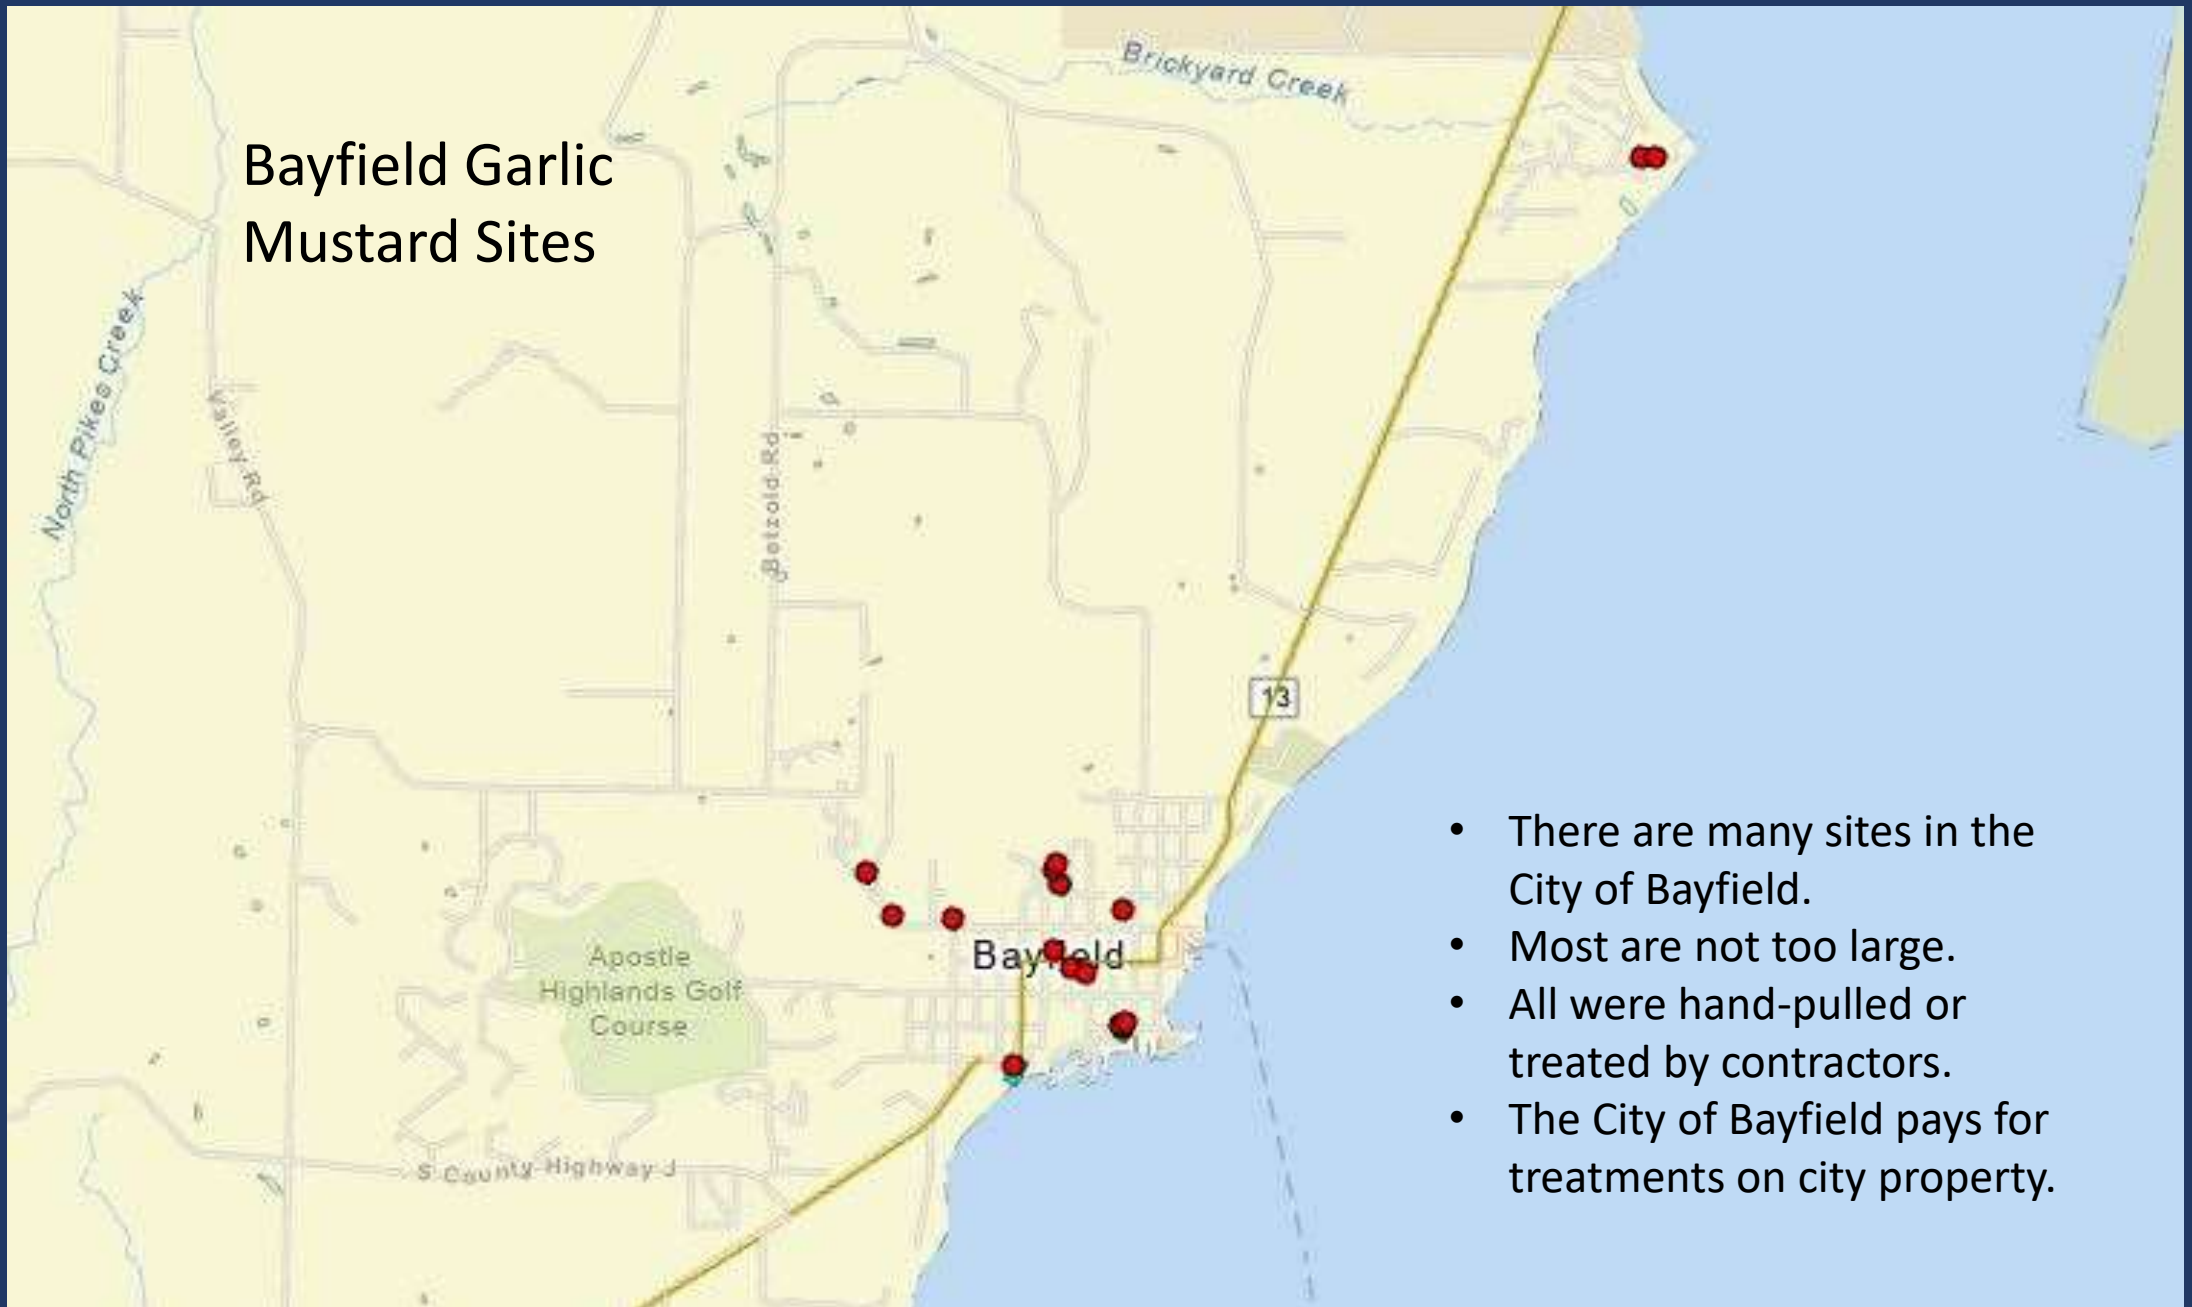 Brickyard Creek
Bayfield Garlic
Mustard Sites
North Pikes Creek
Valley Rd
Betzold Rd
13
Bayfield
Apostle
Highlands Golf
Course
S County Highway J
• There are many sites in the
City of Bayfield.
• Most are not too large.
• All were hand-pulled or
treated by contractors.
• The City of Bayfield pays for
treatments on city property.